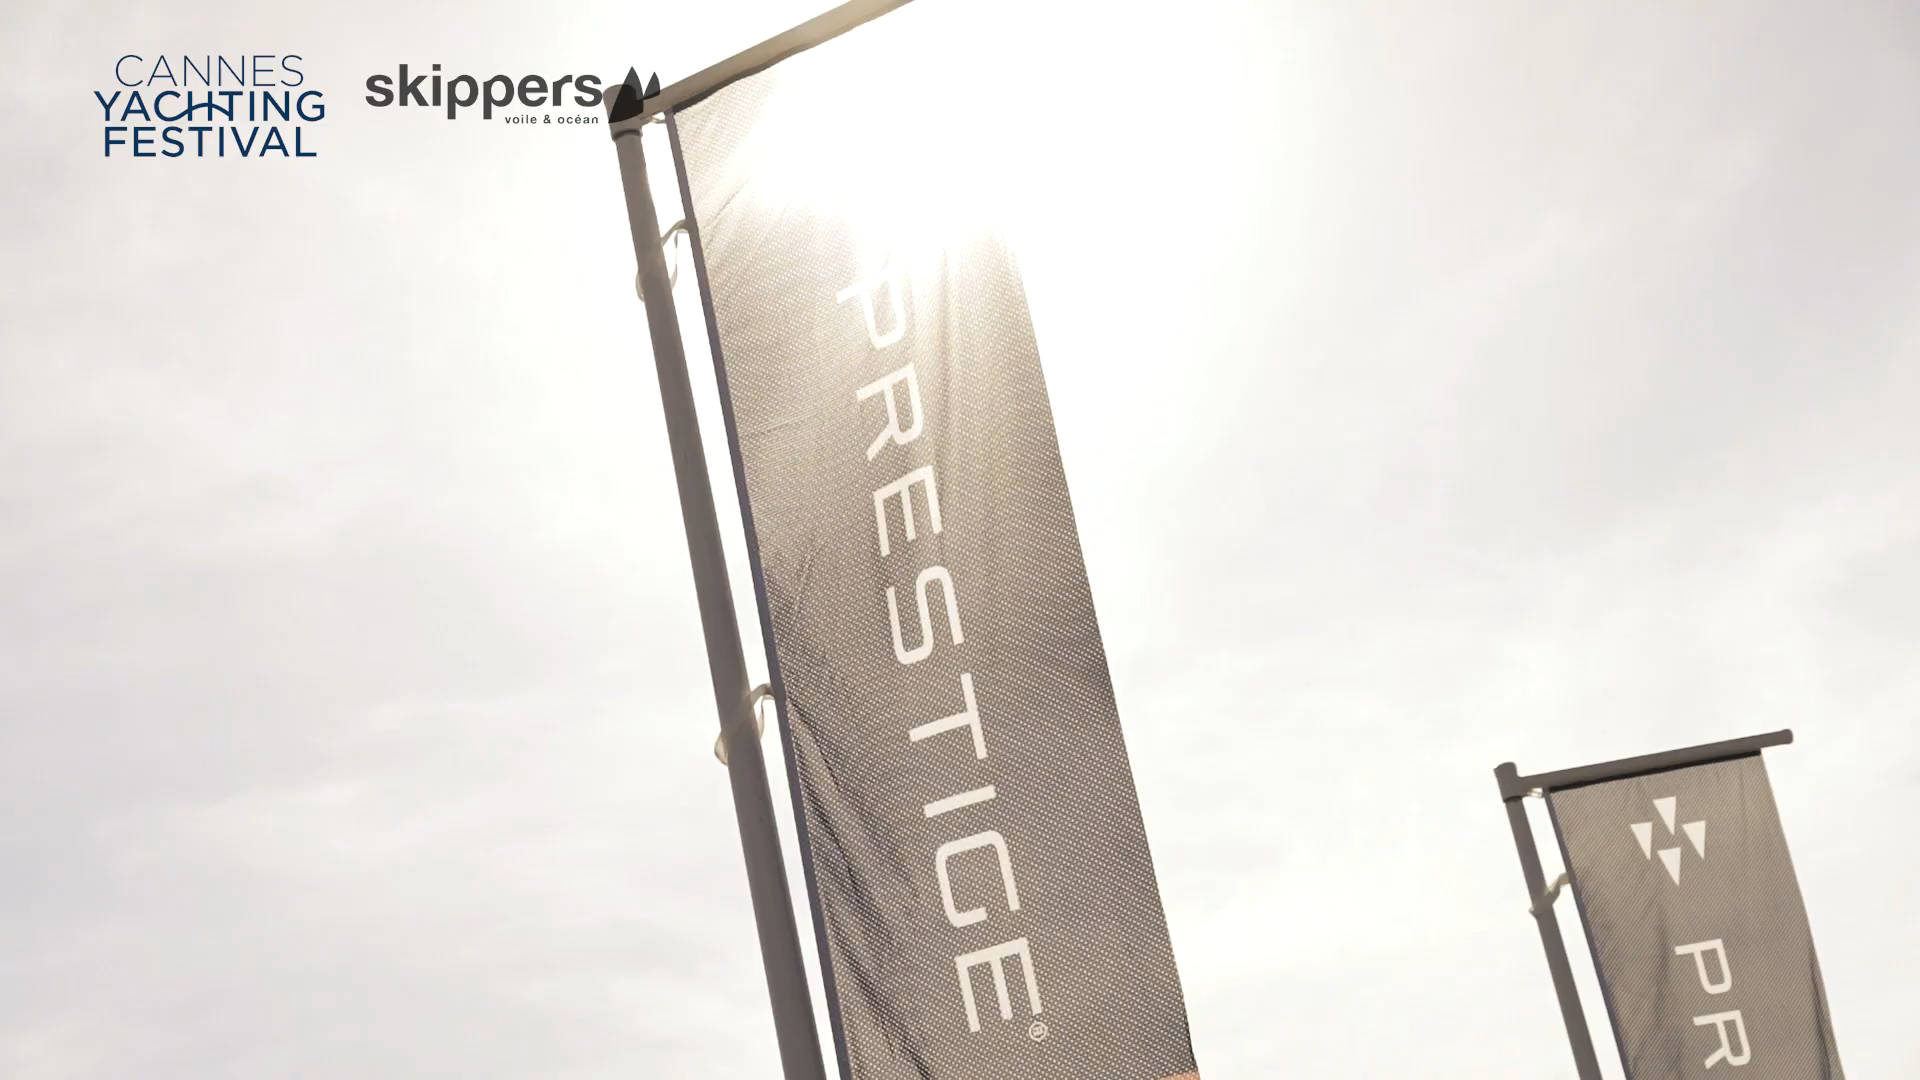 CANNES
YACHTING
FESTIVAL
skippers
voile & océan
PRESTIGE
PR